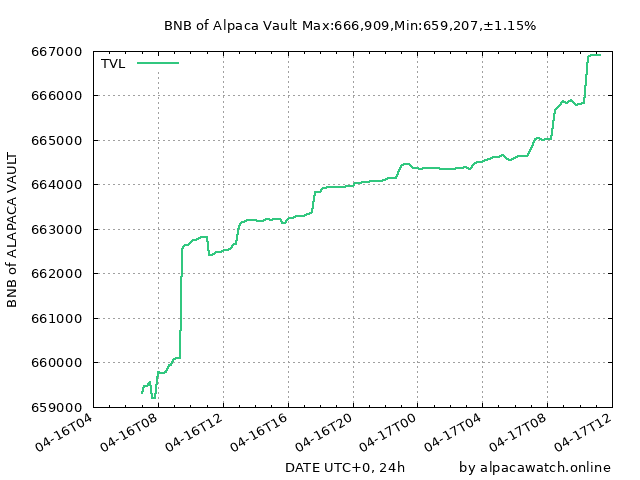 BNB of Alpaca Vault Max:666,909,Min:659,207,±1.15%
TVL
BNB of ALAPACA VAULT
667000
666000
665000
664000
663000
662000
661000
660000
659000
04-16T04
04-16T08
04-16T12
04-16T16
04-16T20
04-17T00
04-17T04
04-17T08
04-17T12
DATE UTC+0, 24h
by alpacawatch.online